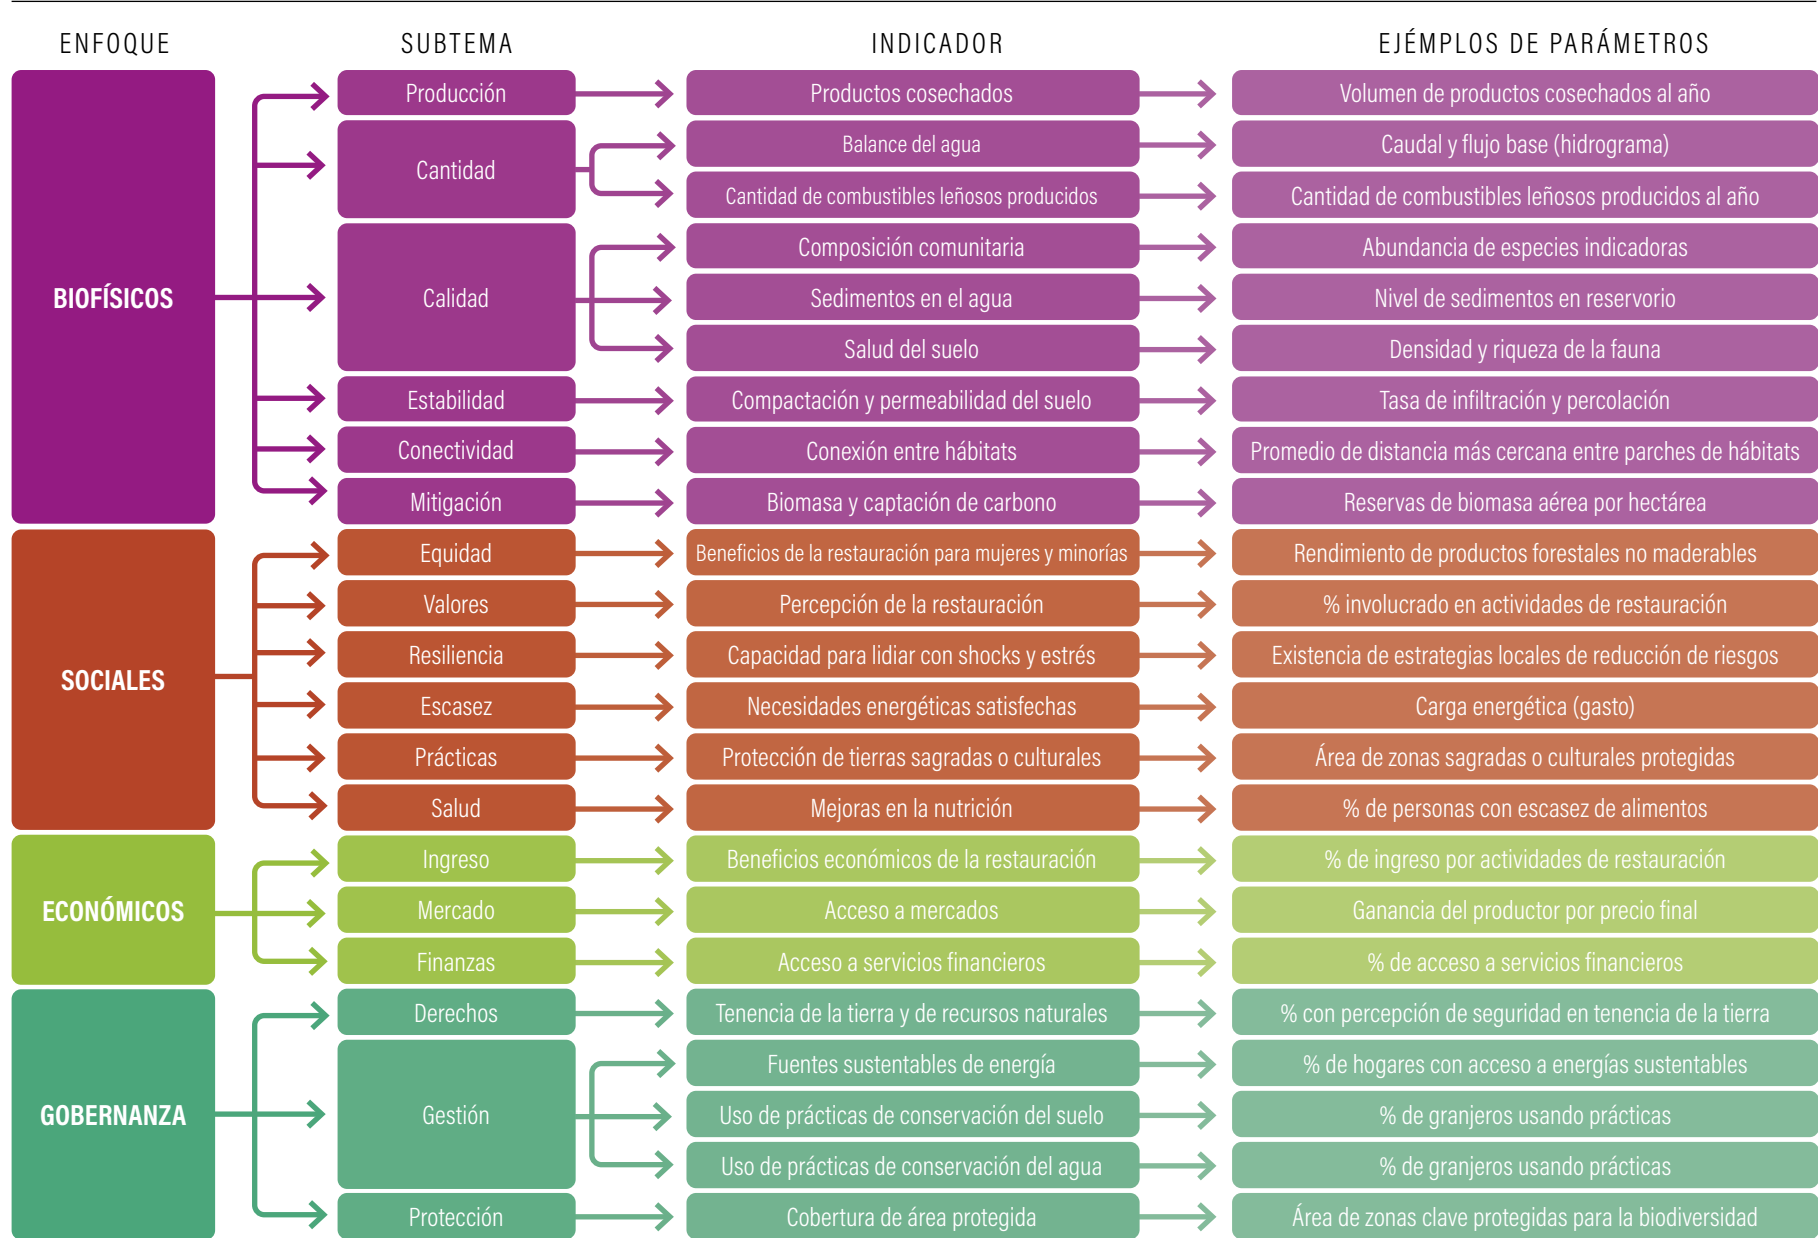 ENFOQUE SUBTEMA INDICADOR EJÉMPLOS DE PARÁMETROS
BIOFÍSICOS
Producción Productos cosechados Volumen de productos cosechados al año
Cantidad
Balance del agua Caudal y flujo base (hidrograma)
Cantidad de combustibles leñosos producidos Cantidad de combustibles leñosos producidos al año
Calidad
Composición comunitaria Abundancia de especies indicadoras
Sedimentos en el agua Nivel de sedimentos en reservorio
Salud del suelo Densidad y riqueza de la fauna
Estabilidad Compactación y permeabilidad del suelo Tasa de infiltración y percolación
Conectividad Conexión entre hábitats Promedio de distancia más cercana entre parches de hábitats
Mitigación Biomasa y captación de carbono Reservas de biomasa aérea por hectárea
SOCIALES
Equidad Beneficios de la restauración para mujeres y minorías Rendimiento de productos forestales no maderables
Valores Percepción de la restauración % involucrado en actividades de restauración
Resiliencia Capacidad para lidiar con shocks y estrés Existencia de estrategias locales de reducción de riesgos
Escasez Necesidades energéticas satisfechas Carga energética (gasto)
Prácticas Protección de tierras sagradas o culturales Área de zonas sagradas o culturales protegidas
Salud Mejoras en la nutrición % de personas con escasez de alimentos
ECONÓMICOS
Ingreso Beneficios económicos de la restauración % de ingreso por actividades de restauración
Mercado Acceso a mercados Ganancia del productor por precio final
Finanzas Acceso a servicios financieros % de acceso a servicios financieros
GOBERNANZA
Derechos Tenencia de la tierra y de recursos naturales % con percepción de seguridad en tenencia de la tierra
Gestión
Fuentes sustentables de energía % de hogares con acceso a energías sustentables
Uso de prácticas de conservación del suelo % de granjeros usando prácticas
Uso de prácticas de conservación del agua % de granjeros usando prácticas
Protección Cobertura de área protegida Área de zonas clave protegidas para la biodiversidad